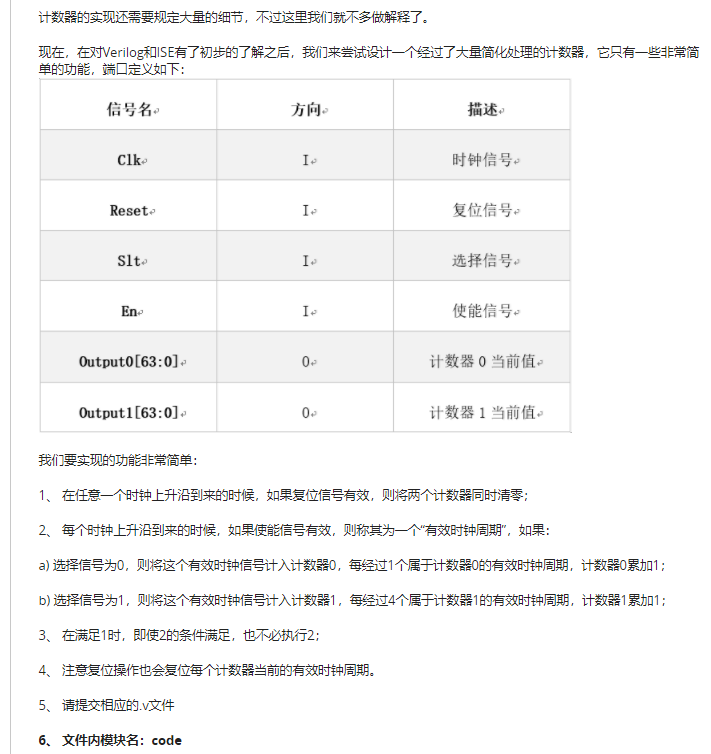 计数器的实现还需要规定大量的细节，不过这里我们就不多做解释了。
现在，在对Verilog和ISE有了初步的了解之后，我们来尝试设计一个经过了大量简化处理的计数器，它只有一些非常简
单的功能，端口定义如下：
信号名 方向 描述
Clk I 时钟信号
Reset I 复位信号
Slt I 选择信号
En I 使能信号
Output0[63:0] O 计数器 0 当前值
Output1[63:0] O 计数器 1 当前值
我们要实现的功能非常简单：
1、 在任意一个时钟上升沿到来的时候，如果复位信号有效，则将两个计数器同时清零；
2、 每个时钟上升沿到来的时候，如果使能信号有效，则称其为一个“有效时钟周期”，如果：
a) 选择信号为0，则将这个有效时钟信号计入计数器0，每经过1个属于计数器0的有效时钟周期，计数器0累加1；
b) 选择信号为1，则将这个有效时钟信号计入计数器1，每经过4个属于计数器1的有效时钟周期，计数器1累加1；
3、 在满足1时，即使2的条件满足，也不必执行2；
4、 注意复位操作也会复位每个计数器当前的有效时钟周期。
5、 请提交相应的.v文件
6、 文件内模块名：code